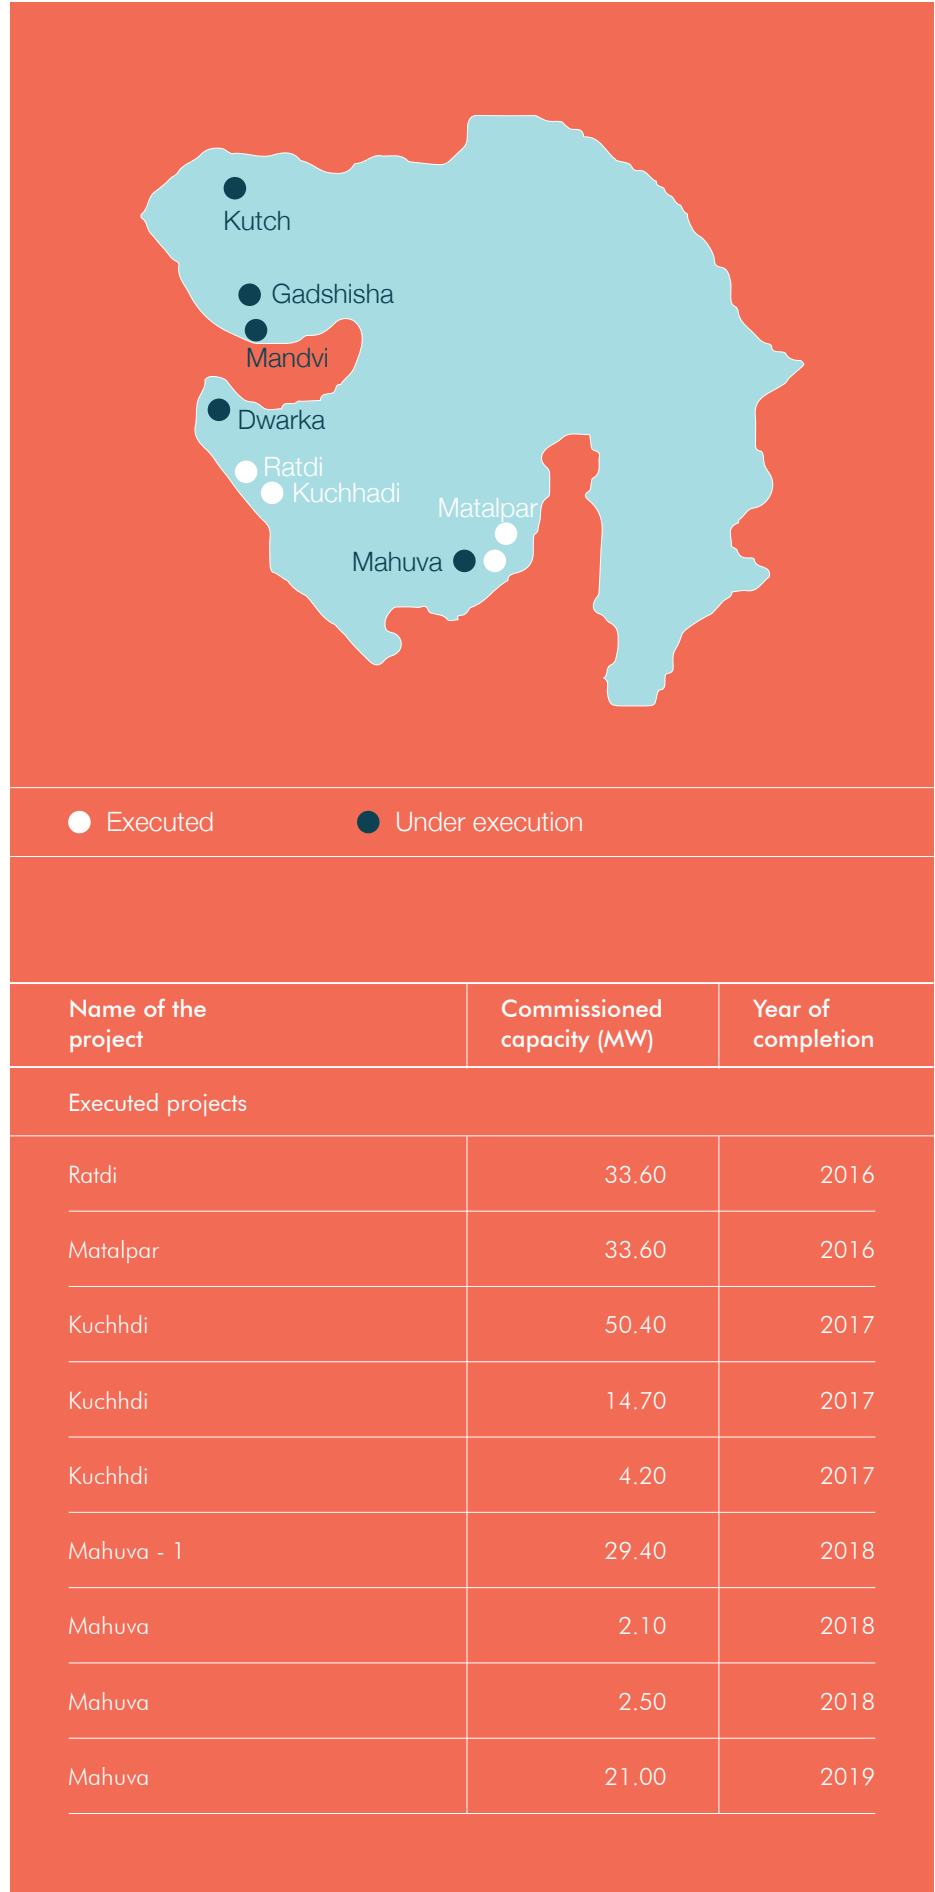 Kutch
Gadshisha
Mandvi
Dwarka
Ratdi
Kuchhadi
Matalpar
Mahuva
Executed
Under execution
Name of the project
Commissioned capacity (MW)
Year of completion
Executed projects
Ratdi 33.60 2016
Matalpar 33.60 2016
Kuchhdi 50.40 2017
Kuchhdi 14.70 2017
Kuchhdi 4.20 2017
Mahuva - 1 29.40 2018
Mahuva 2.10 2018
Mahuva 2.50 2018
Mahuva 21.00 2019